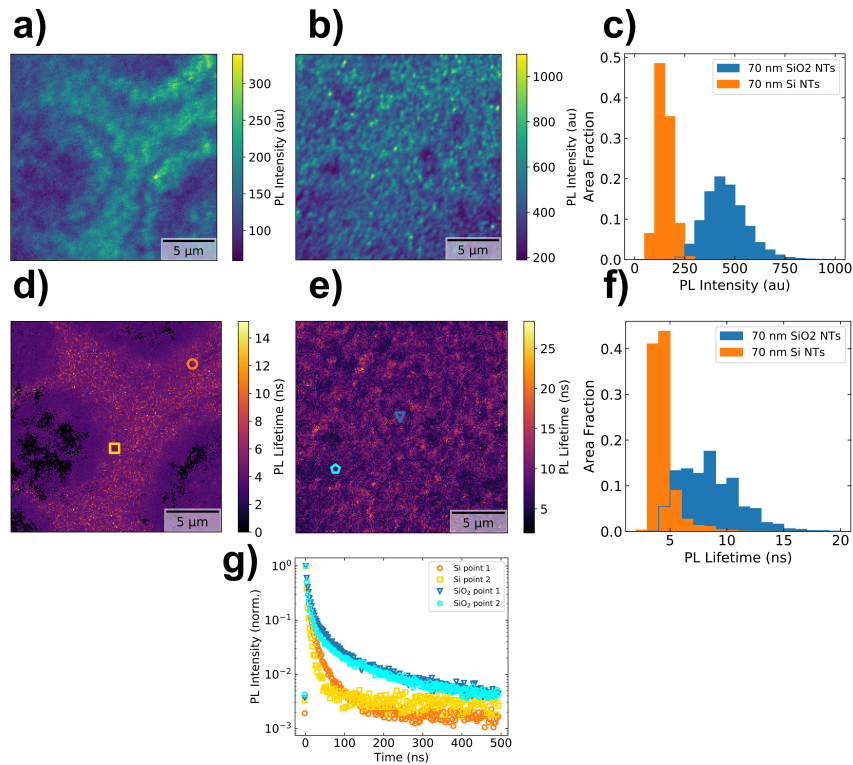 a)
PL Intensity (au)
300
250
200
150
100
5 µm
b)
PL Intensity (au)
1000
800
600
400
200
5 µm
c)
Area Fraction
0.5
0.4
0.3
0.2
0.1
0.0
0
250
500
750
1000
PL Intensity (au)
70 nm SiO2 NTs
70 nm Si NTs
d)
PL Lifetime (ns)
14
12
10
8
6
4
2
0
5 µm
e)
PL Lifetime (ns)
25
20
15
10
5
5 µm
f)
Area Fraction
0.4
0.3
0.2
0.1
0.0
5
10
15
20
PL Lifetime (ns)
70 nm SiO2 NTs
70 nm Si NTs
g)
PL Intensity (norm.)
10⁰
10⁻¹
10⁻²
10⁻³
0
100
200
300
400
500
Time (ns)
Si point 1
Si point 2
SiO₂ point 1
SiO₂ point 2